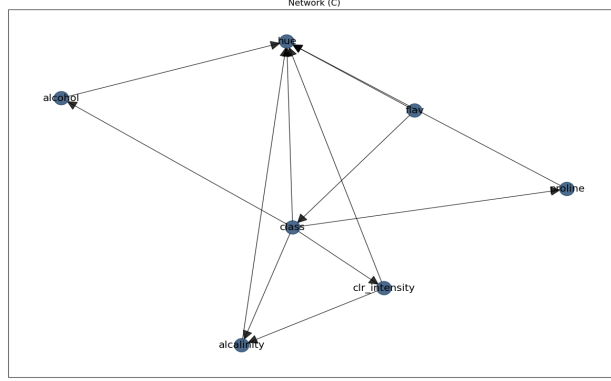 Network (C)
hue
alcohol
flav
proline
class
clr_intensity
alcalinity